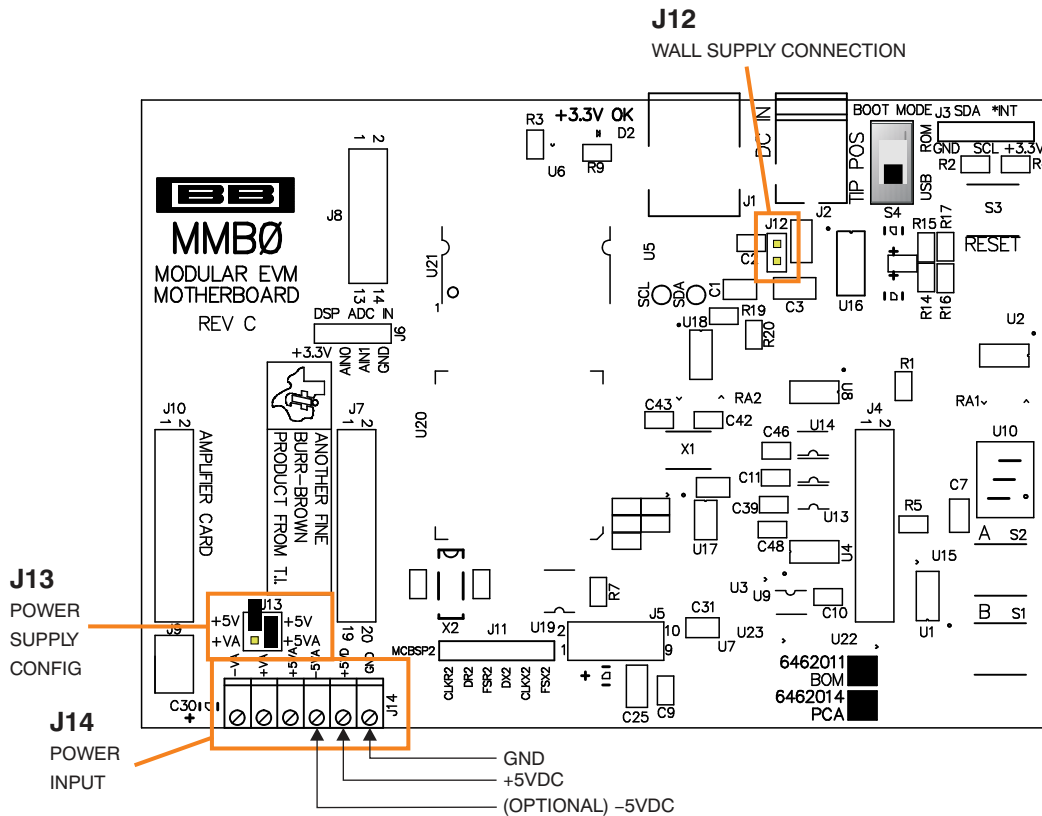 J12
WALL SUPPLY CONNECTION
BB
MMBØ
MODULAR EVM
MOTHERBOARD
REV C
1 2
J8
13 14
DSP ADC IN
J6
+3.3V
AIN0
AIN1
GND
R3
+3.3V OK
D2
U6
R9
DC IN
TIP POS
J1
J2
BOOT MODE
ROM
USB
S4
J3 SDA *INT
GND SCL +3.3V
R2
S3
RESET
J12
C2
C1
C3
U16
R15
R17
R14
R16
U2
U21
1
U5
SCL
SDA
R19
R20
U18
U8
R1
RA2
RA1
J10
1 2
AMPLIFIER CARD
ANOTHER FINE
BURR-BROWN
PRODUCT FROM T.I.
J7
1 2
19 20
U20
C43
C42
X1
U17
C46
U14
C11
C39
U13
C48
U4
J4
1 2
U10
C7
R5
A
S2
B
S1
U15
U1
U3
U9
C10
U22
U23
6462011
BOM
6462014
PCA
J13
POWER
SUPPLY
CONFIG
J13
+5V +5V
+VA +5VA
J9
-VA
+VA
+5VA
-5VA
+5VD
GND
J14
C30
J14
POWER
INPUT
X2
MCBSP2
J11
CLKR2
DR2
FSR2
DX2
CLKX2
FSX2
U19
R7
J5
2 10
1 9
C31
U7
C25
C9
GND
+5VDC
(OPTIONAL) –5VDC